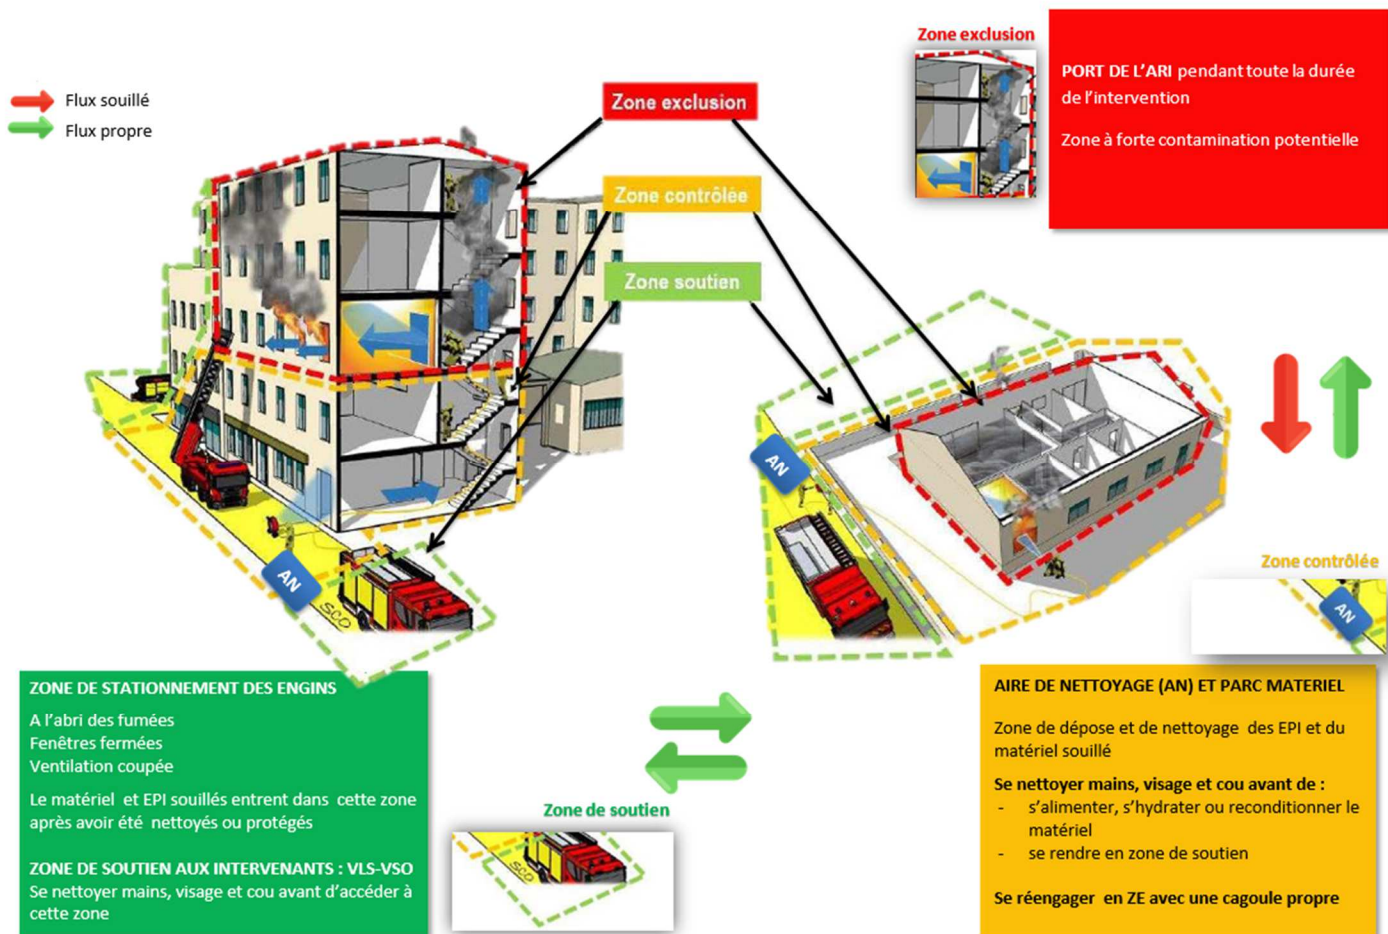 Flux souillé
Flux propre
Zone exclusion
Zone contrôlée
Zone soutien
Zone exclusion
PORT DE L'ARI pendant toute la durée
de l'intervention
Zone à forte contamination potentielle
AN
SCO
AN
Zone contrôlée
AN
ZONE DE STATIONNEMENT DES ENGINS
A l'abri des fumées
Fenêtres fermées
Ventilation coupée
Le matériel et EPI souillés entrent dans cette zone
après avoir été nettoyés ou protégés
ZONE DE SOUTIEN AUX INTERVENANTS : VLS-VSO
Se nettoyer mains, visage et cou avant d'accéder à
cette zone
Zone de soutien
SCO
AIRE DE NETTOYAGE (AN) ET PARC MATERIEL
Zone de dépose et de nettoyage des EPI et du
matériel souillé
Se nettoyer mains, visage et cou avant de :
- s'alimenter, s'hydrater ou reconditionner le
matériel
- se rendre en zone de soutien
Se réengager en ZE avec une cagoule propre